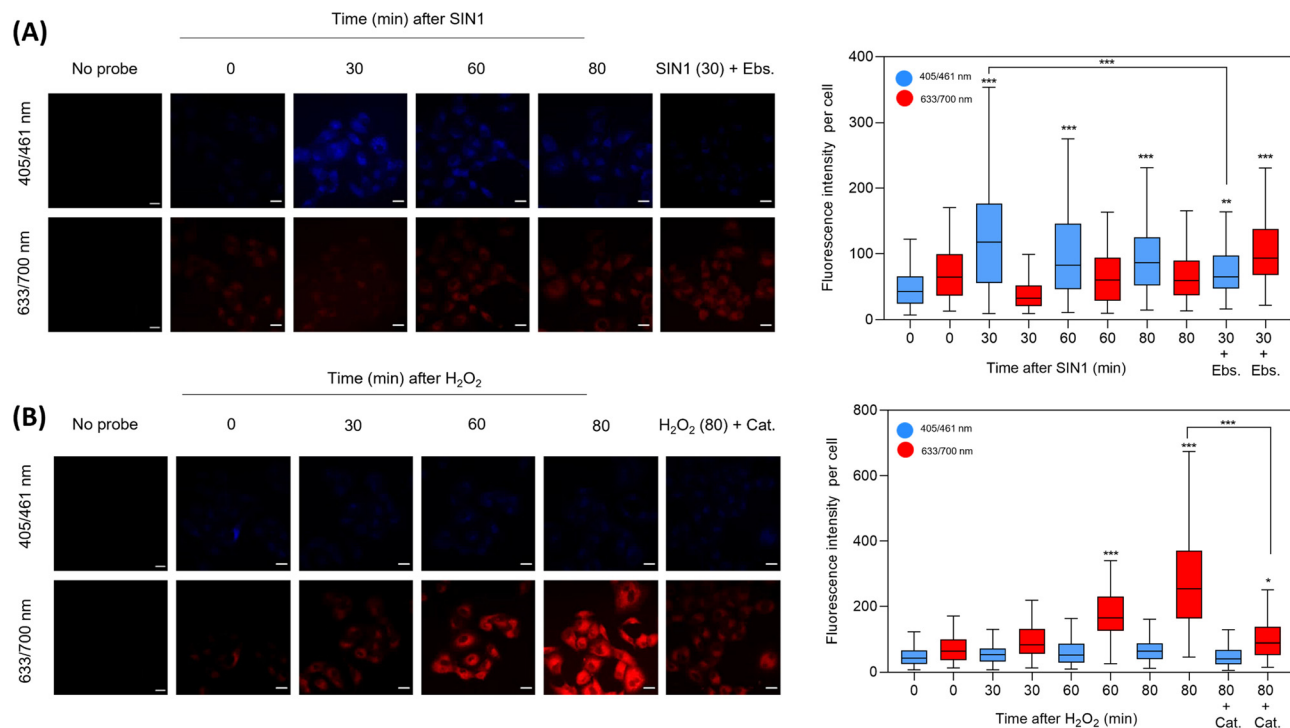 (A)
Time (min) after SIN1
No probe 0 30 60 80 SIN1 (30) + Ebs.
405/461 nm
633/700 nm
Fluorescence intensity per cell
400
300
200
100
0
405/461 nm
633/700 nm
***
***
***
***
**
***
0 0 30 30 60 60 80 80 30 + Ebs. 30 + Ebs.
Time after SIN1 (min)
(B)
Time (min) after H₂O₂
No probe 0 30 60 80 H₂O₂ (80) + Cat.
405/461 nm
633/700 nm
Fluorescence intensity per cell
800
600
400
200
0
405/461 nm
633/700 nm
***
***
***
*
0 0 30 30 60 60 80 80 80 + Cat. 80 + Cat.
Time after H₂O₂ (min)